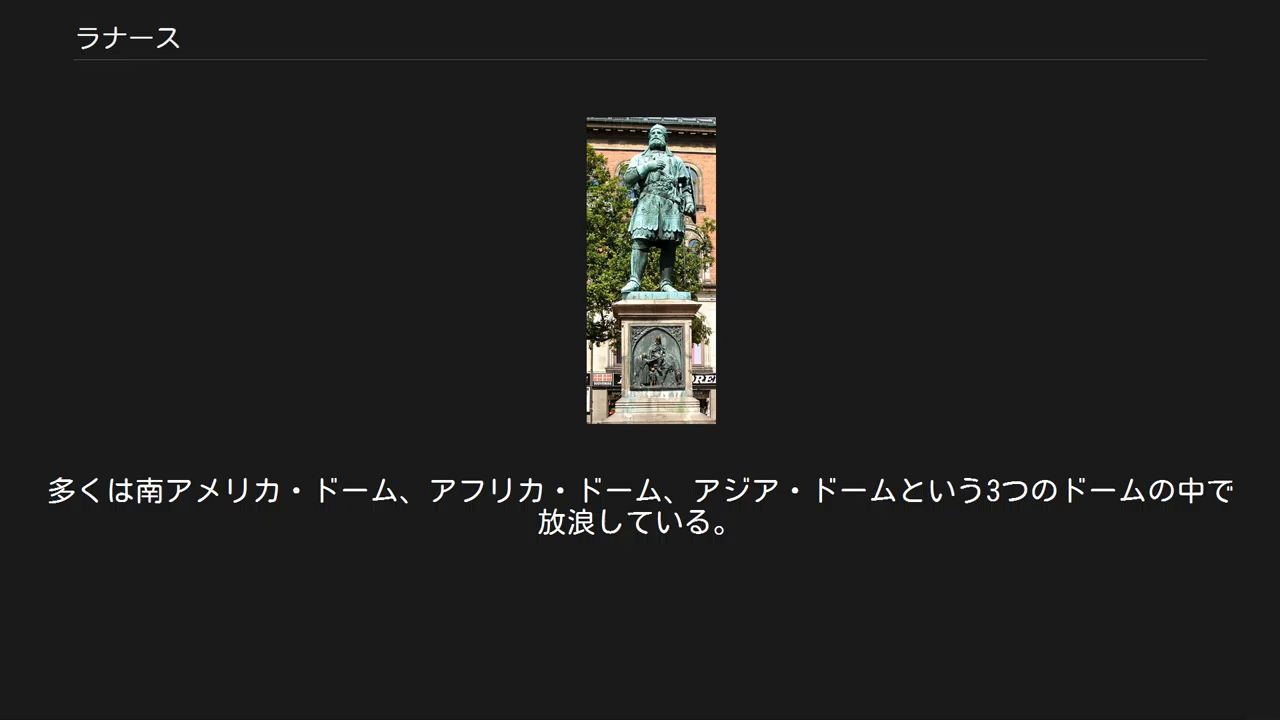 ラナース
多くは南アメリカ・ドーム、アフリカ・ドーム、アジア・ドームという3つのドームの中で
放浪している。